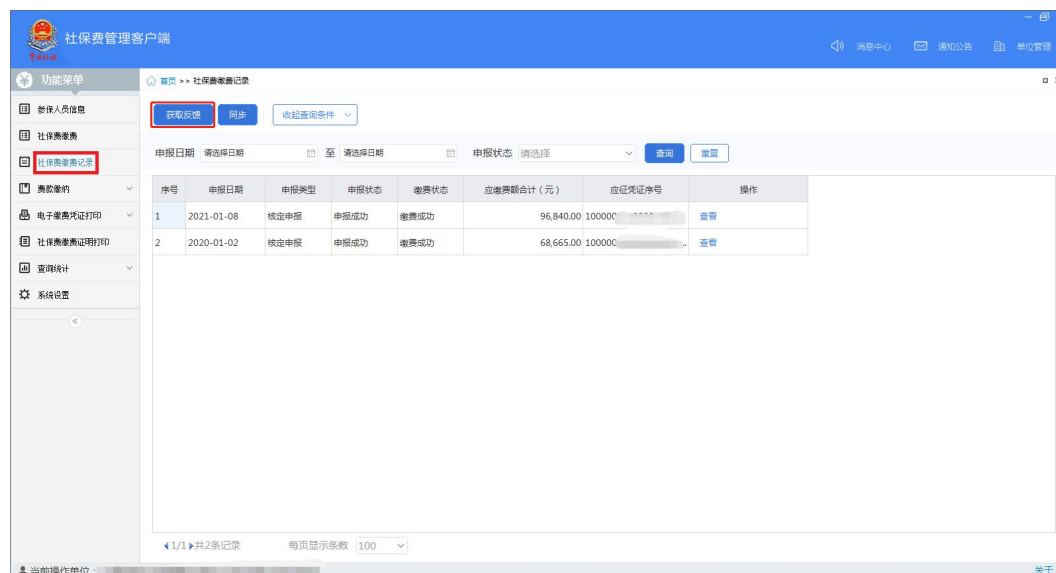 社保费管理客户端
消息中心 通知公告 单位管理
功能菜单
首页 >> 社保费缴费记录
参保人员信息
社保费缴费
社保费缴费记录
费款缴纳
电子缴费凭证打印
社保费缴费证明打印
查询统计
系统设置
获取反馈 同步 收起查询条件
申报日期 请选择日期 至 请选择日期 申报状态 请选择 查询 重置
序号 申报日期 申报类型 申报状态 缴费状态 应缴费额合计（元） 应征凭证序号 操作
1 2021-01-08 核定申报 申报成功 缴费成功 96,840.00 100000 查看
2 2020-01-02 核定申报 申报成功 缴费成功 68,665.00 100000 .. 查看
1/1 共2条记录 每页显示条数 100
当前操作单位： 关于